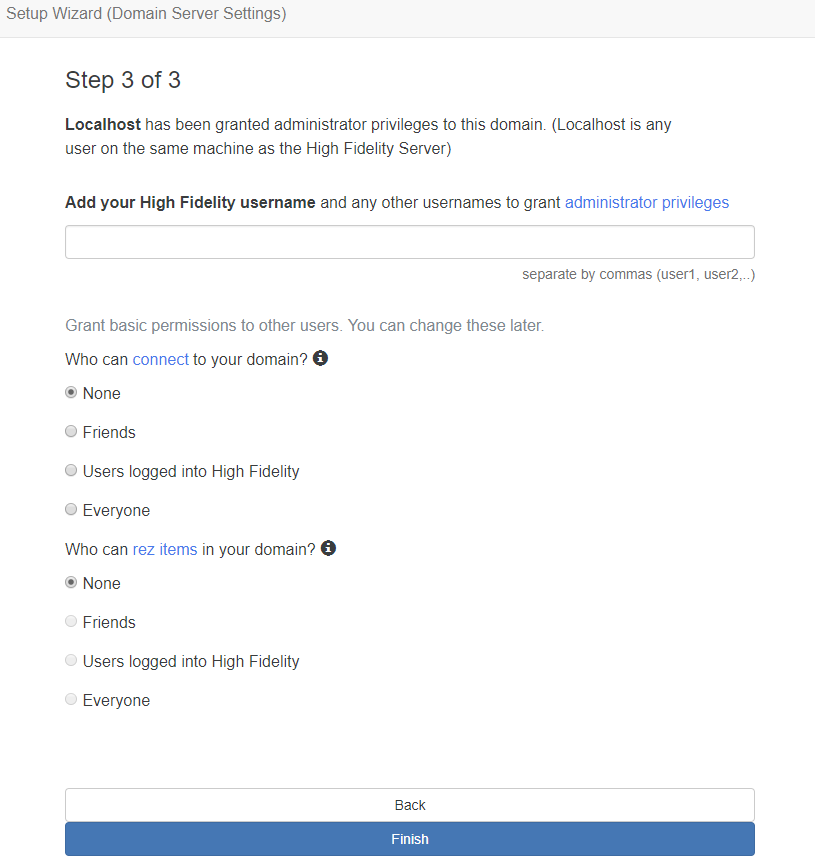 Setup Wizard (Domain Server Settings)
Step 3 of 3
Localhost has been granted administrator privileges to this domain. (Localhost is any
user on the same machine as the High Fidelity Server)
Add your High Fidelity username and any other usernames to grant administrator privileges
separate by commas (user1, user2,..)
Grant basic permissions to other users. You can change these later.
Who can connect to your domain?
None
Friends
Users logged into High Fidelity
Everyone
Who can rez items in your domain?
None
Friends
Users logged into High Fidelity
Everyone
Back
Finish